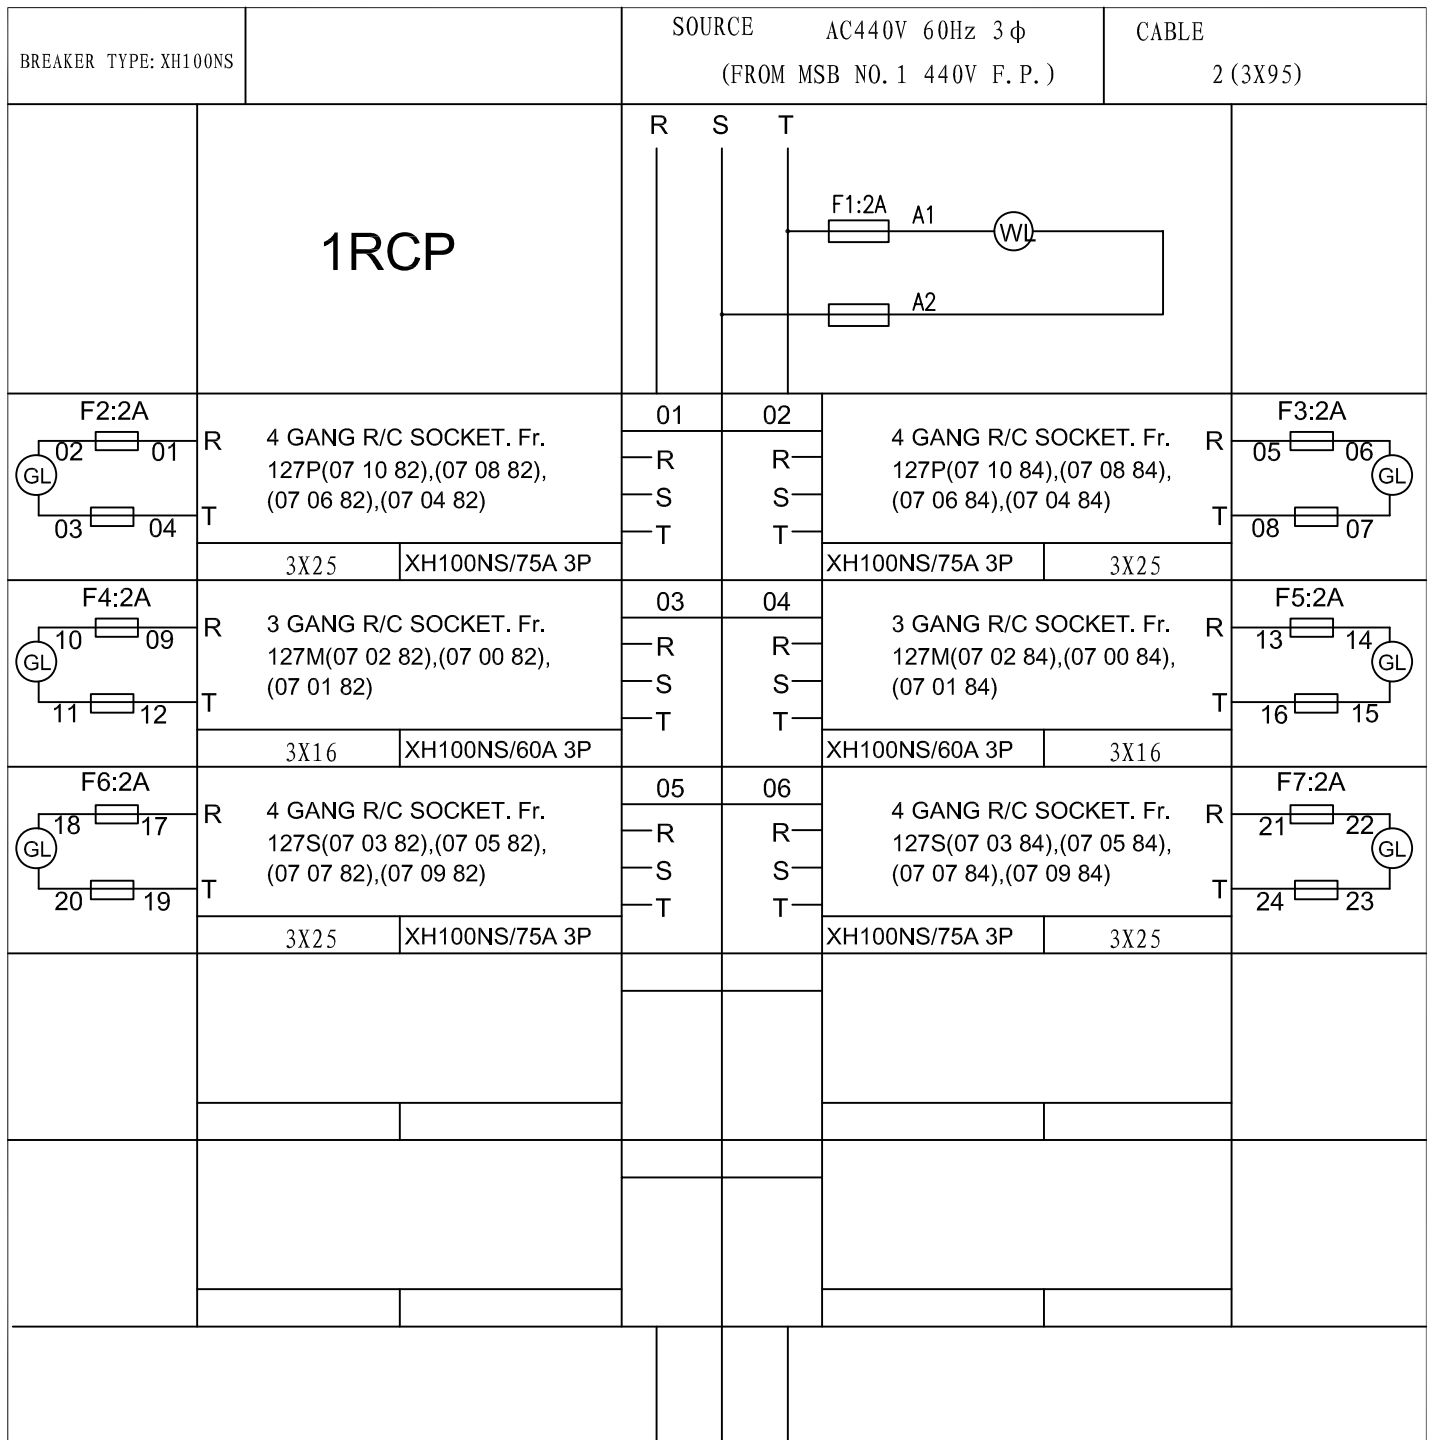 BREAKER TYPE: XH100NS
SOURCE AC440V 60Hz 3ϕ
(FROM MSB NO.1 440V F.P.)
CABLE
2(3X95)
1RCP
R S T
F1:2A A1 WL
A2
F2:2A
02 01 R
GL
03 04 T
4 GANG R/C SOCKET. Fr.
127P(07 10 82),(07 08 82),
(07 06 82),(07 04 82)
3X25 XH100NS/75A 3P
01 02
R R
S S
T T
4 GANG R/C SOCKET. Fr.
127P(07 10 84),(07 08 84),
(07 06 84),(07 04 84)
XH100NS/75A 3P 3X25
F3:2A
R 05 06
GL
T 08 07
F4:2A
10 09 R
GL
11 12 T
3 GANG R/C SOCKET. Fr.
127M(07 02 82),(07 00 82),
(07 01 82)
3X16 XH100NS/60A 3P
03 04
R R
S S
T T
3 GANG R/C SOCKET. Fr.
127M(07 02 84),(07 00 84),
(07 01 84)
XH100NS/60A 3P 3X16
F5:2A
R 13 14
GL
T 16 15
F6:2A
18 17 R
GL
20 19 T
4 GANG R/C SOCKET. Fr.
127S(07 03 82),(07 05 82),
(07 07 82),(07 09 82)
3X25 XH100NS/75A 3P
05 06
R R
S S
T T
4 GANG R/C SOCKET. Fr.
127S(07 03 84),(07 05 84),
(07 07 84),(07 09 84)
XH100NS/75A 3P 3X25
F7:2A
R 21 22
GL
T 24 23